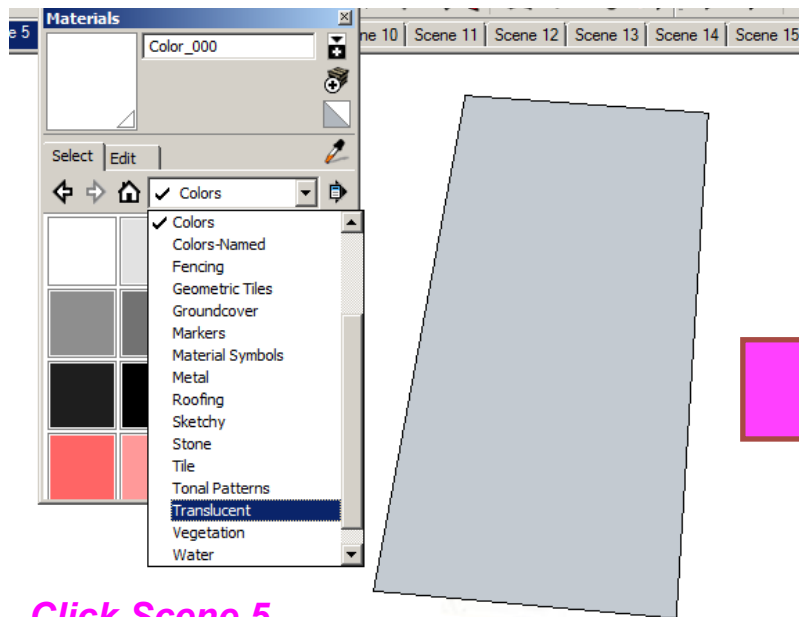 Materials
e 5 ne 10 Scene 11 Scene 12 Scene 13 Scene 14 Scene 15
Color_000
Select Edit
Colors
Colors
Colors-Named
Fencing
Geometric Tiles
Groundcover
Markers
Material Symbols
Metal
Roofing
Sketchy
Stone
Tile
Tonal Patterns
Translucent
Vegetation
Water
Click Scene 5